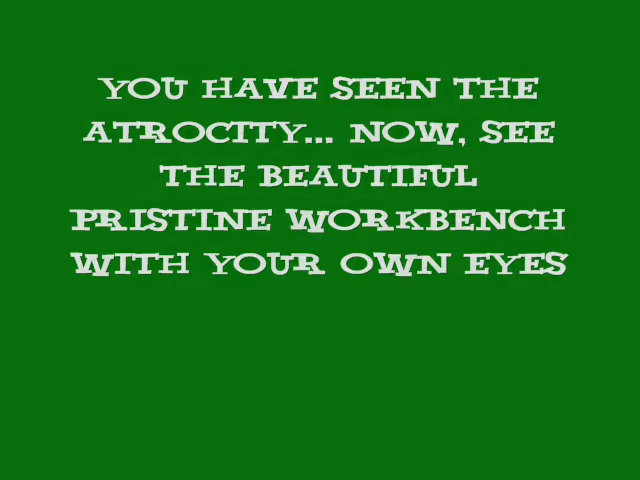 YOU HAVE SEEN THE
ATROCITY... NOW, SEE
THE BEAUTIFUL
PRISTINE WORKBENCH
WITH YOUR OWN EYES